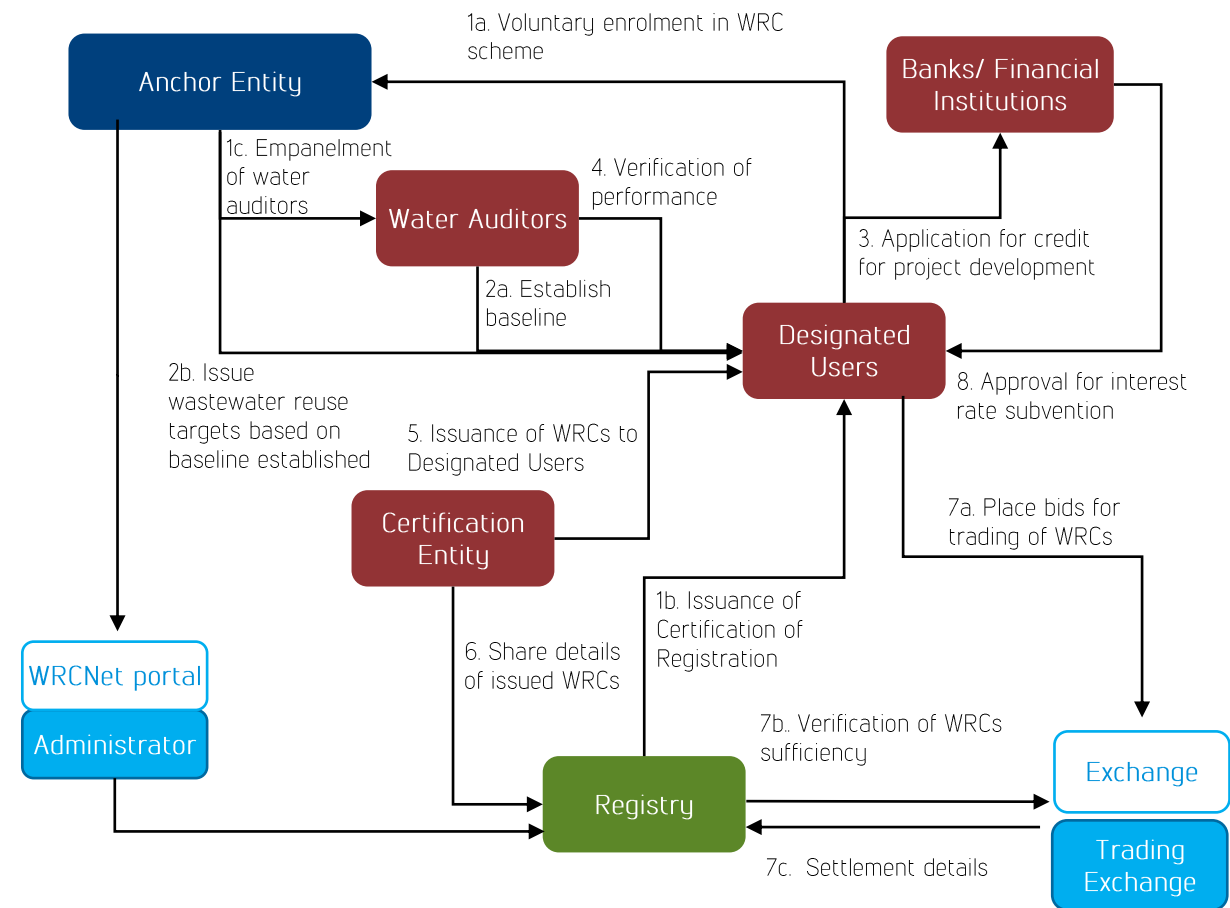 1a. Voluntary enrolment in WRC
scheme
Anchor Entity
Banks/ Financial
Institutions
1c. Empanelment
of water
auditors
4. Verification of
performance
Water Auditors
3. Application for credit
for project development
2a. Establish
baseline
Designated
Users
2b. Issue
wastewater reuse
targets based on
baseline established
8. Approval for interest
rate subvention
5. Issuance of WRCs to
Designated Users
7a. Place bids for
trading of WRCs
Certification
Entity
1b. Issuance of
Certification of
Registration
6. Share details
of issued WRCs
WRCNet portal
Administrator
7b.. Verification of WRCs
sufficiency
Exchange
Registry
Trading
Exchange
7c. Settlement details